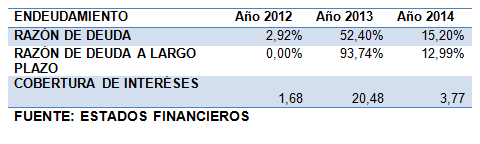 ENDEUDAMIENTO Año 2012 Año 2013 Año 2014
RAZÓN DE DEUDA 2,92% 52,40% 15,20%
RAZÓN DE DEUDA A LARGO 0,00% 93,74% 12,99%
PLAZO
COBERTURA DE INTERÉSES
1,68 20,48 3,77
FUENTE: ESTADOS FINANCIEROS